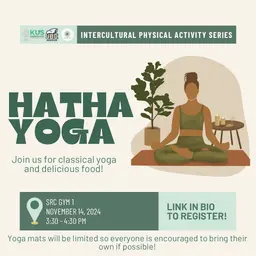 KUS
INTERCULTURAL PHYSICAL ACTIVITY SERIES
HATHA
YOGA
Join us for classical yoga
and delicious food!
SRC GYM 1
NOVEMBER 14, 2024
3:30 - 4:30 PM
LINK IN BIO
TO REGISTER!
Yoga mats will be limited so everyone is encouraged to bring their
own if possible!